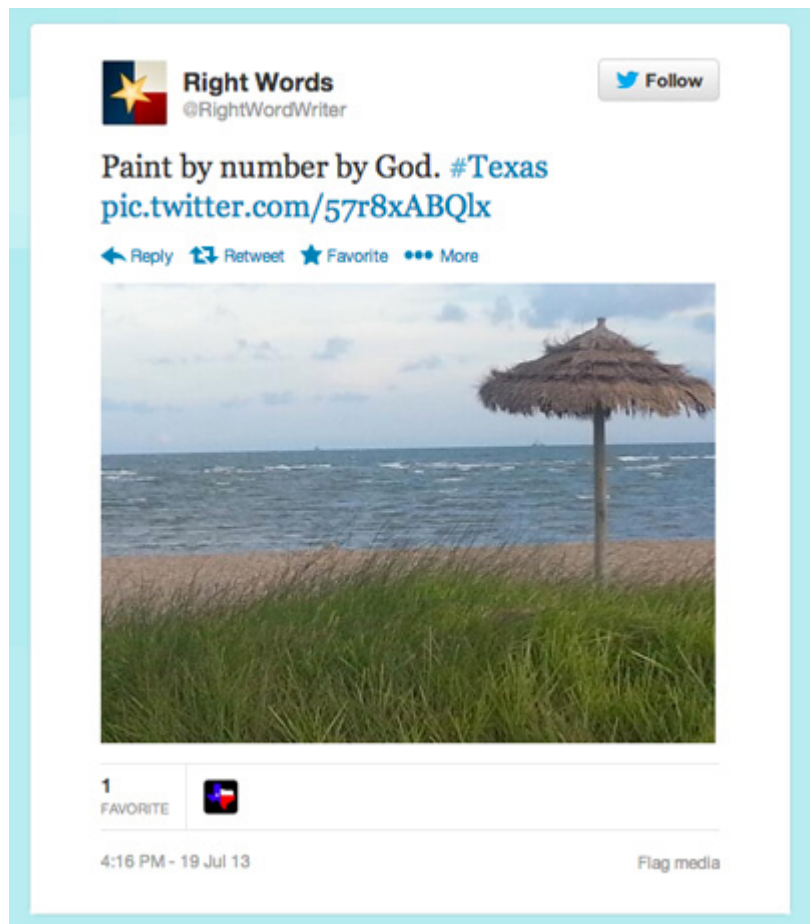 Right Words
@RightWordWriter
Follow
Paint by number by God. #Texas
pic.twitter.com/57r8xABQlx
Reply Retweet Favorite More
1
FAVORITE
4:16 PM - 19 Jul 13
Flag media